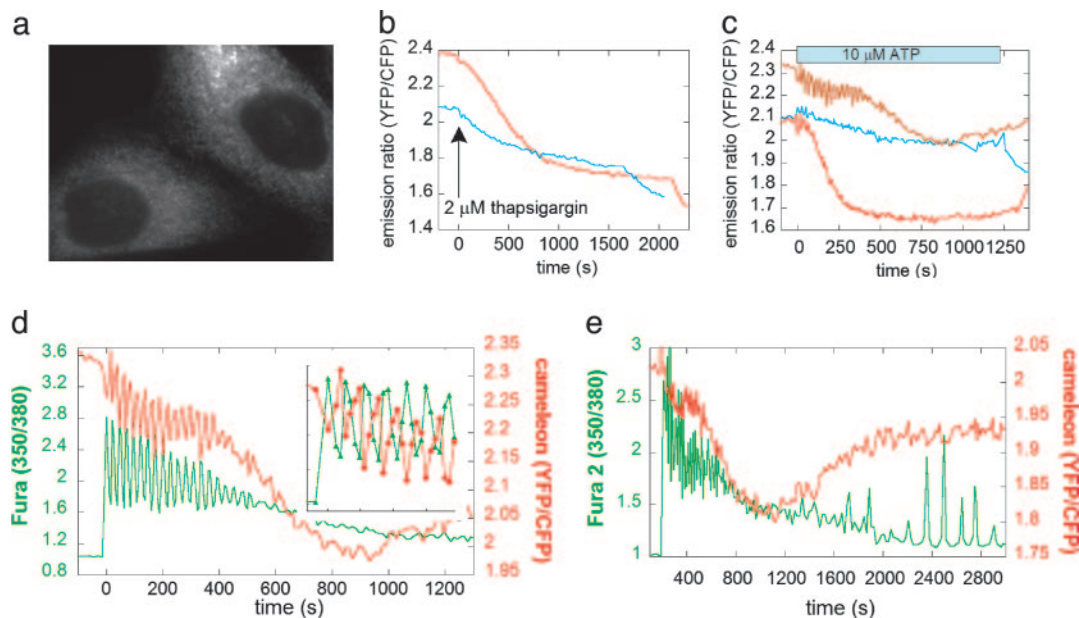 a
b
emission ratio (YFP/CFP)
2.4
2.2
2
1.8
1.6
1.4
2 μM thapsigargin
0 500 1000 1500 2000
time (s)
c
10 μM ATP
emission ratio (YFP/CFP)
2.4
2.3
2.2
2.1
2
1.9
1.8
1.7
1.6
0 250 500 750 1000 1250
time (s)
d
Fura (350/380)
3.6
3.2
2.8
2.4
2.0
1.6
1.2
0.8
0 200 400 600 800 1000 1200
time (s)
2.35
2.3
2.25
2.2
2.15
2.1
2.05
2
1.95
cameleon (YFP/CFP)
e
Fura 2 (350/380)
3
2.5
2
1.5
1
400 800 1200 1600 2000 2400 2800
time (s)
2.05
2
1.95
1.9
1.85
1.8
1.75
cameleon (YFP/CFP)